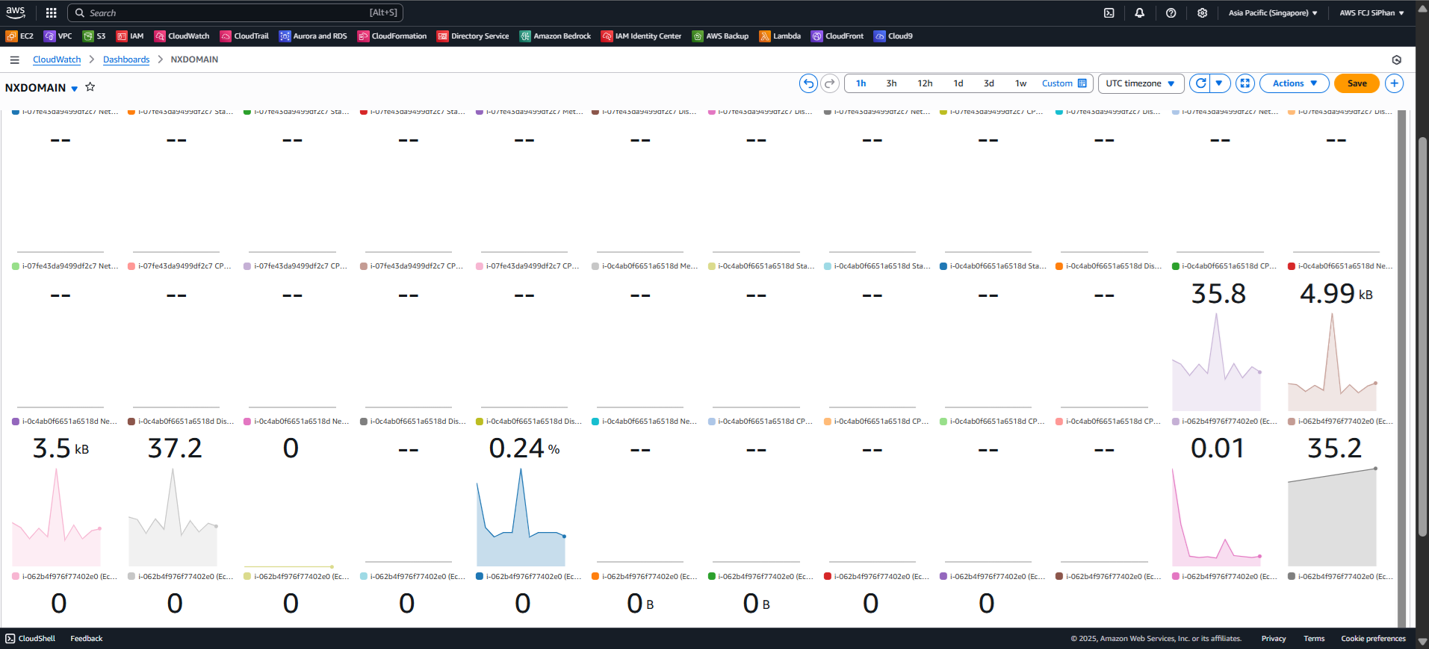 aws Search [Alt+S] Asia Pacific (Singapore) ▼ AWS FCJ SiPhan ▼
EC2 VPC S3 IAM CloudWatch CloudTrail Aurora and RDS CloudFormation Directory Service Amazon Bedrock IAM Identity Center AWS Backup Lambda CloudFront Cloud9
CloudWatch > Dashboards > NXDOMAIN
NXDOMAIN ▼ 1h 3h 12h 1d 3d 1w Custom UTC timezone ▼ Actions ▼ Save +
i-07fe43da9499df2c7 Net... i-07fe43da9499df2c7 Sta... i-07fe43da9499df2c7 Sta... i-07fe43da9499df2c7 Sta... i-07fe43da9499df2c7 Met... i-07fe43da9499df2c7 Dis... i-07fe43da9499df2c7 Dis... i-07fe43da9499df2c7 Net... i-07fe43da9499df2c7 CP... i-07fe43da9499df2c7 Dis... i-07fe43da9499df2c7 Net... i-07fe43da9499df2c7 Dis...
-- -- -- -- -- -- -- -- -- -- -- --
i-07fe43da9499df2c7 Net... i-07fe43da9499df2c7 CP... i-07fe43da9499df2c7 CP... i-07fe43da9499df2c7 CP... i-07fe43da9499df2c7 CP... i-0c4ab0f6651a6518d Me... i-0c4ab0f6651a6518d Sta... i-0c4ab0f6651a6518d Sta... i-0c4ab0f6651a6518d Sta... i-0c4ab0f6651a6518d Dis... i-0c4ab0f6651a6518d CP... i-0c4ab0f6651a6518d Ne...
-- -- -- -- -- -- -- -- -- -- 35.8 4.99 kB
i-0c4ab0f6651a6518d Ne... i-0c4ab0f6651a6518d Dis... i-0c4ab0f6651a6518d Ne... i-0c4ab0f6651a6518d Dis... i-0c4ab0f6651a6518d Dis... i-0c4ab0f6651a6518d Ne... i-0c4ab0f6651a6518d CP... i-0c4ab0f6651a6518d CP... i-0c4ab0f6651a6518d CP... i-0c4ab0f6651a6518d CP... i-062b4f976f77402e0 (Ec... i-062b4f976f77402e0 (Ec...
3.5 kB 37.2 0 -- 0.24 % -- -- -- -- -- 0.01 35.2
i-062b4f976f77402e0 (Ec... i-062b4f976f77402e0 (Ec... i-062b4f976f77402e0 (Ec... i-062b4f976f77402e0 (Ec... i-062b4f976f77402e0 (Ec... i-062b4f976f77402e0 (Ec... i-062b4f976f77402e0 (Ec... i-062b4f976f77402e0 (Ec... i-062b4f976f77402e0 (Ec... i-062b4f976f77402e0 (Ec... i-062b4f976f77402e0 (Ec... i-062b4f976f77402e0 (Ec...
0 0 0 0 0 0 B 0 B 0 0
CloudShell Feedback © 2025, Amazon Web Services, Inc. or its affiliates. Privacy Terms Cookie preferences